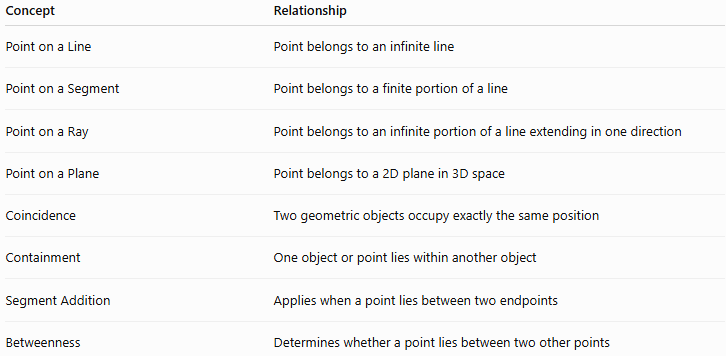 Concept Relationship
Point on a Line Point belongs to an infinite line
Point on a Segment Point belongs to a finite portion of a line
Point on a Ray Point belongs to an infinite portion of a line extending in one direction
Point on a Plane Point belongs to a 2D plane in 3D space
Coincidence Two geometric objects occupy exactly the same position
Containment One object or point lies within another object
Segment Addition Applies when a point lies between two endpoints
Betweenness Determines whether a point lies between two other points